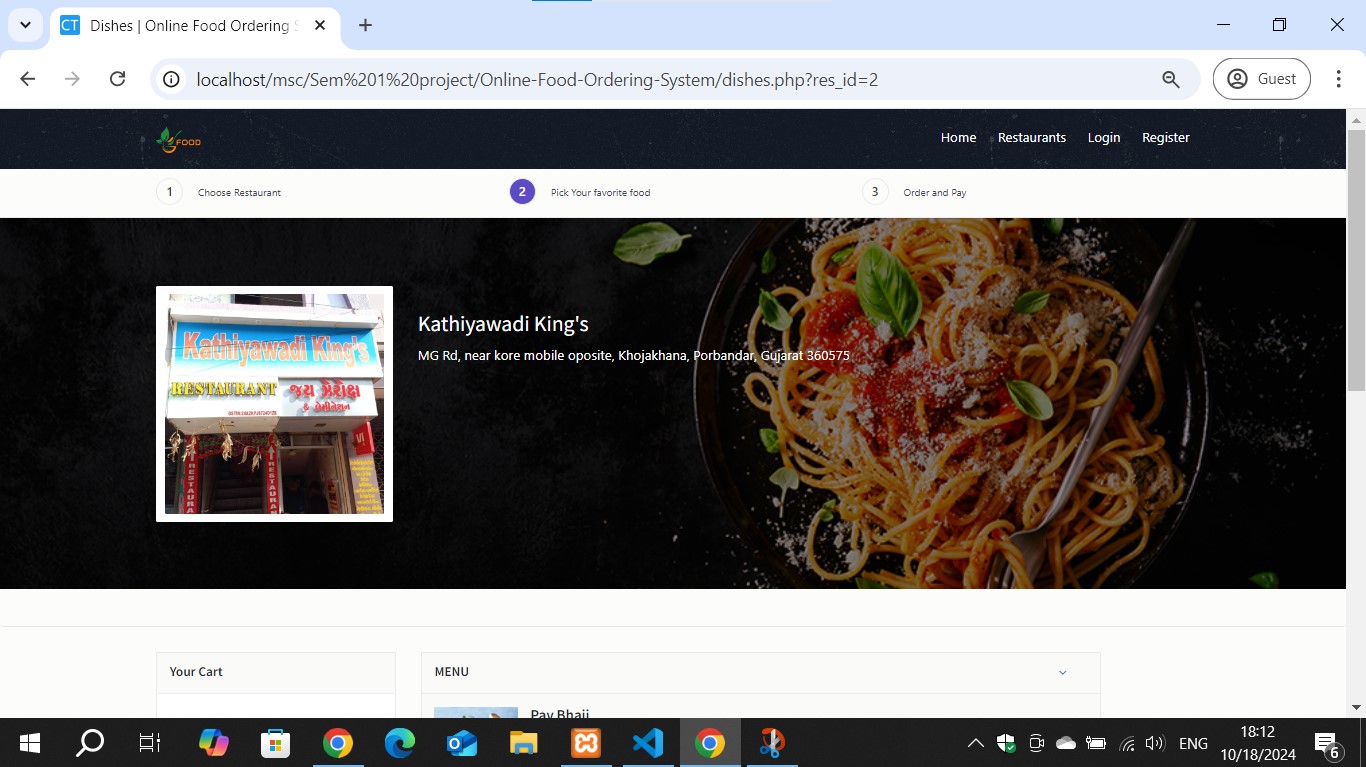 CT Dishes | Online Food Ordering S
localhost/msc/Sem%201%20project/Online-Food-Ordering-System/dishes.php?res_id=2
Guest
FOOD
Home Restaurants Login Register
1 Choose Restaurant 2 Pick Your favorite food 3 Order and Pay
Kathiyawadi King's
RESTAURANT
જય ઝેરોક્ષ
RESTAURANT
RESTAURAN
Kathiyawadi King's
MG Rd, near kore mobile oposite, Khojakhana, Porbandar, Gujarat 360575
Your Cart
MENU
Pav Bhaji
ENG
18:12
10/18/2024
6